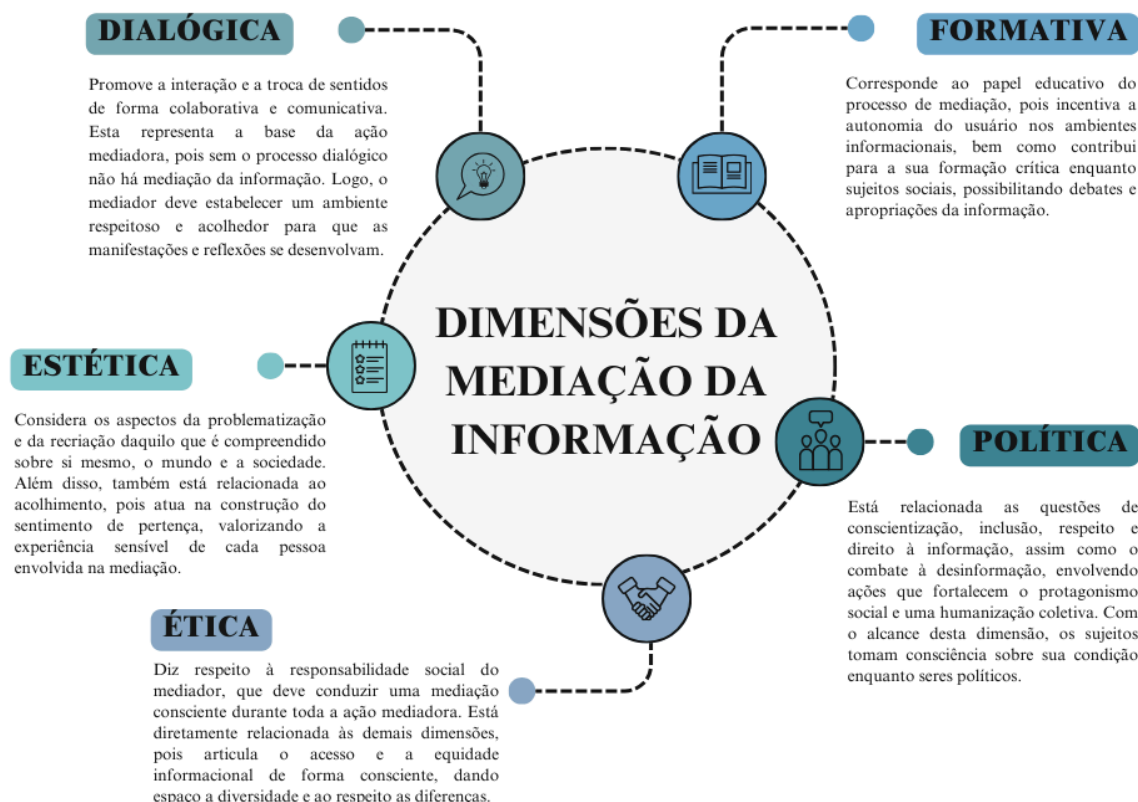 DIALÓGICA
Promove a interação e a troca de sentidos
de forma colaborativa e comunicativa.
Esta representa a base da ação
mediadora, pois sem o processo dialógico
não há mediação da informação. Logo, o
mediador deve estabelecer um ambiente
respeitoso e acolhedor para que as
manifestações e reflexões se desenvolvam.
FORMATIVA
Corresponde ao papel educativo do
processo de mediação, pois incentiva a
autonomia do usuário nos ambientes
informacionais, bem como contribui
para a sua formação crítica enquanto
sujeitos sociais, possibilitando debates e
apropriações da informação.
DIMENSÕES DA
MEDIAÇÃO DA
INFORMAÇÃO
ESTÉTICA
Considera os aspectos da problematização
e da recriação daquilo que é compreendido
sobre si mesmo, o mundo e a sociedade.
Além disso, também está relacionada ao
acolhimento, pois atua na construção do
sentimento de pertença, valorizando a
experiência sensível de cada pessoa
envolvida na mediação.
POLÍTICA
Está relacionada as questões de
conscientização, inclusão, respeito e
direito à informação, assim como o
combate à desinformação, envolvendo
ações que fortalecem o protagonismo
social e uma humanização coletiva. Com
o alcance desta dimensão, os sujeitos
tomam consciência sobre sua condição
enquanto seres políticos.
ÉTICA
Diz respeito à responsabilidade social do
mediador, que deve conduzir uma mediação
consciente durante toda a ação mediadora. Está
diretamente relacionada às demais dimensões,
pois articula o acesso e a equidade
informacional de forma consciente, dando
espaço a diversidade e ao respeito as diferenças.